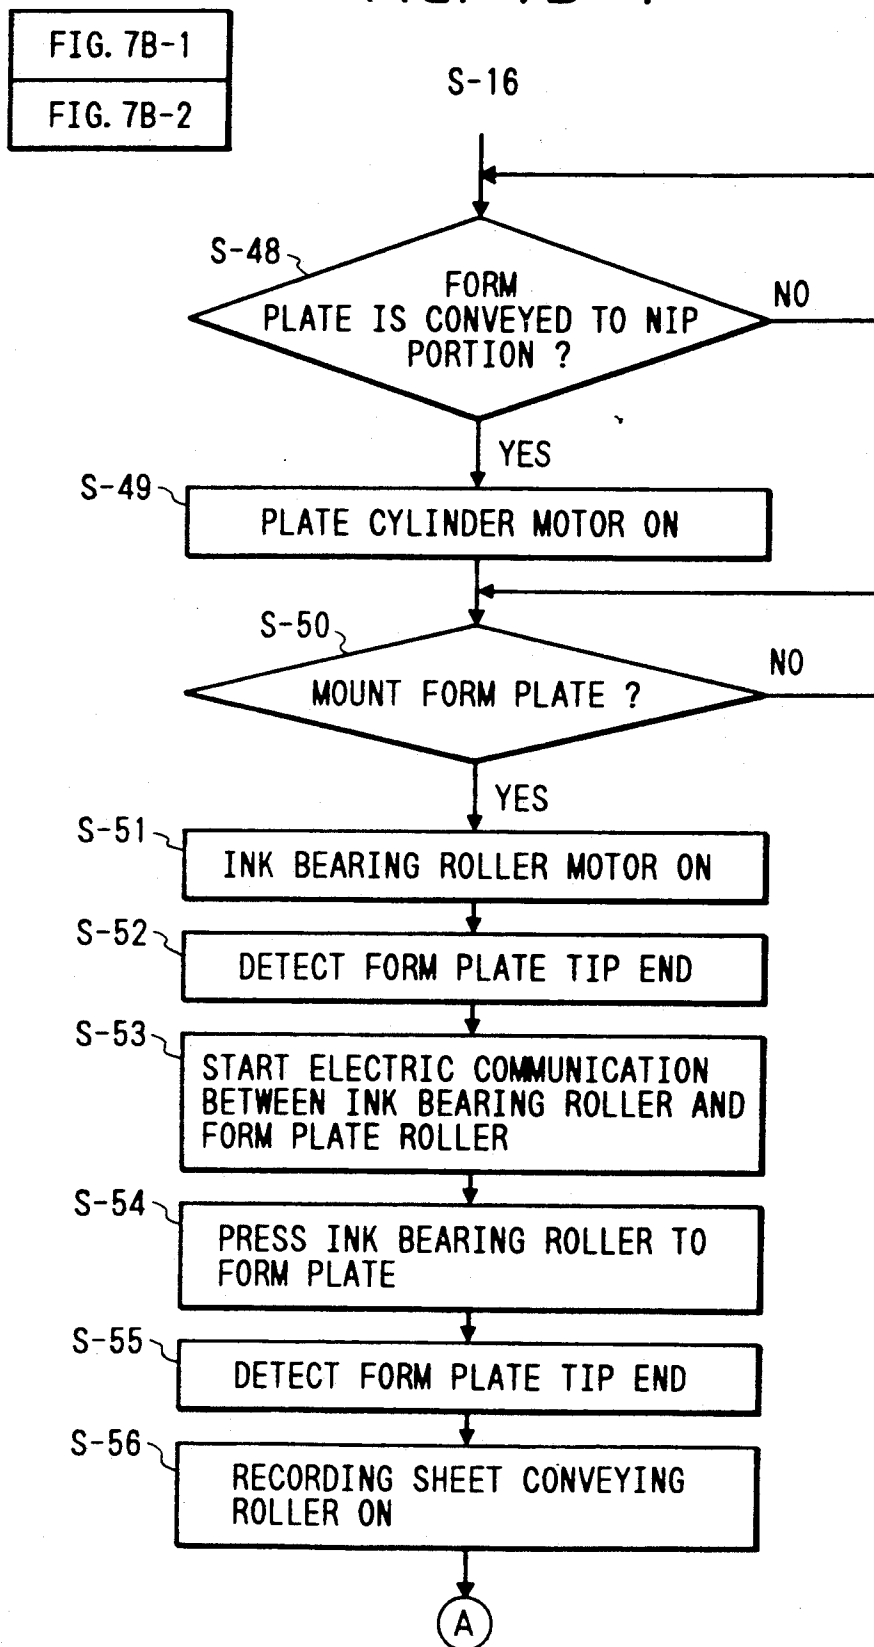 FIG. 7B-1
FIG. 7B-2
S-16
S-48
FORM
PLATE IS CONVEYED TO NIP
PORTION ?
NO
YES
S-49
PLATE CYLINDER MOTOR ON
S-50
MOUNT FORM PLATE ?
NO
YES
S-51
INK BEARING ROLLER MOTOR ON
S-52
DETECT FORM PLATE TIP END
S-53
START ELECTRIC COMMUNICATION
BETWEEN INK BEARING ROLLER AND
FORM PLATE ROLLER
S-54
PRESS INK BEARING ROLLER TO
FORM PLATE
S-55
DETECT FORM PLATE TIP END
S-56
RECORDING SHEET CONVEYING
ROLLER ON
A